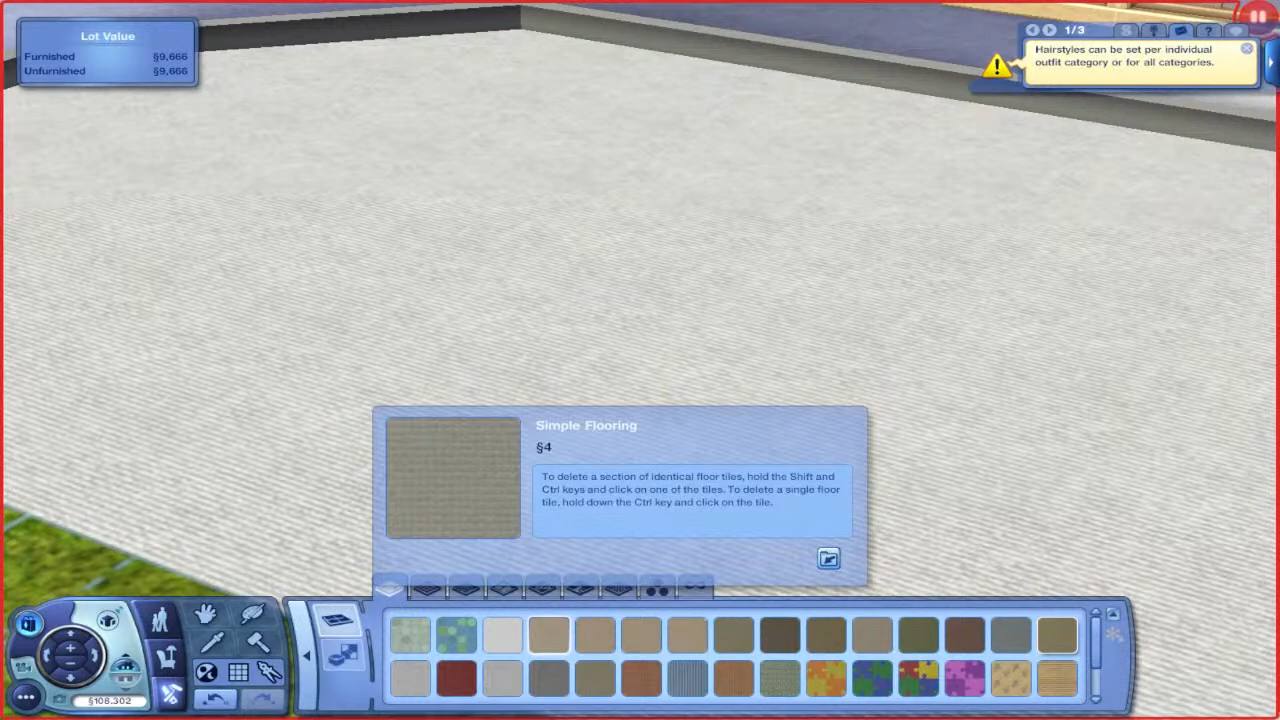 Lot Value
Furnished §9,666
Unfurnished §9,666
1/3
?
Hairstyles can be set per individual
outfit category or for all categories.
Simple Flooring
§4
To delete a section of identical floor tiles, hold the Shift and
Ctrl keys and click on one of the tiles. To delete a single floor
tile, hold down the Ctrl key and click on the tile.
§108.302